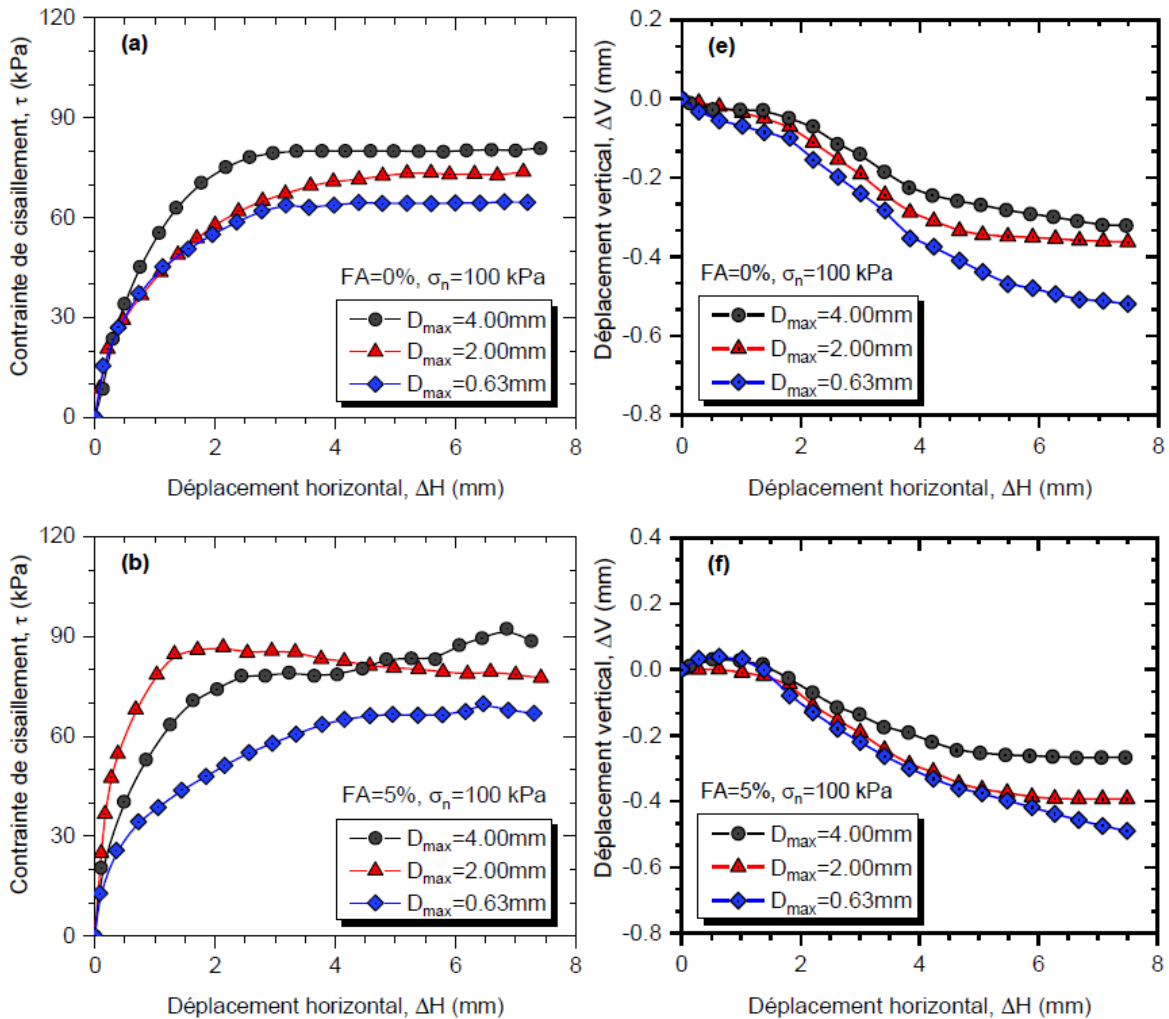 (a)
Contrainte de cisaillement, τ (kPa)
120
90
60
30
0
FA=0%, σn=100 kPa
Dmax=4.00mm
Dmax=2.00mm
Dmax=0.63mm
0 2 4 6 8
Déplacement horizontal, ΔH (mm)
(e)
Déplacement vertical, ΔV (mm)
0.2
0.0
-0.2
-0.4
-0.6
-0.8
FA=0%, σn=100 kPa
Dmax=4.00mm
Dmax=2.00mm
Dmax=0.63mm
0 2 4 6 8
Déplacement horizontal, ΔH (mm)
(b)
Contrainte de cisaillement, τ (kPa)
120
90
60
30
0
FA=5%, σn=100 kPa
Dmax=4.00mm
Dmax=2.00mm
Dmax=0.63mm
0 2 4 6 8
Déplacement horizontal, ΔH (mm)
(f)
Déplacement vertical, ΔV (mm)
0.4
0.2
0.0
-0.2
-0.4
-0.6
-0.8
FA=5%, σn=100 kPa
Dmax=4.00mm
Dmax=2.00mm
Dmax=0.63mm
0 2 4 6 8
Déplacement horizontal, ΔH (mm)